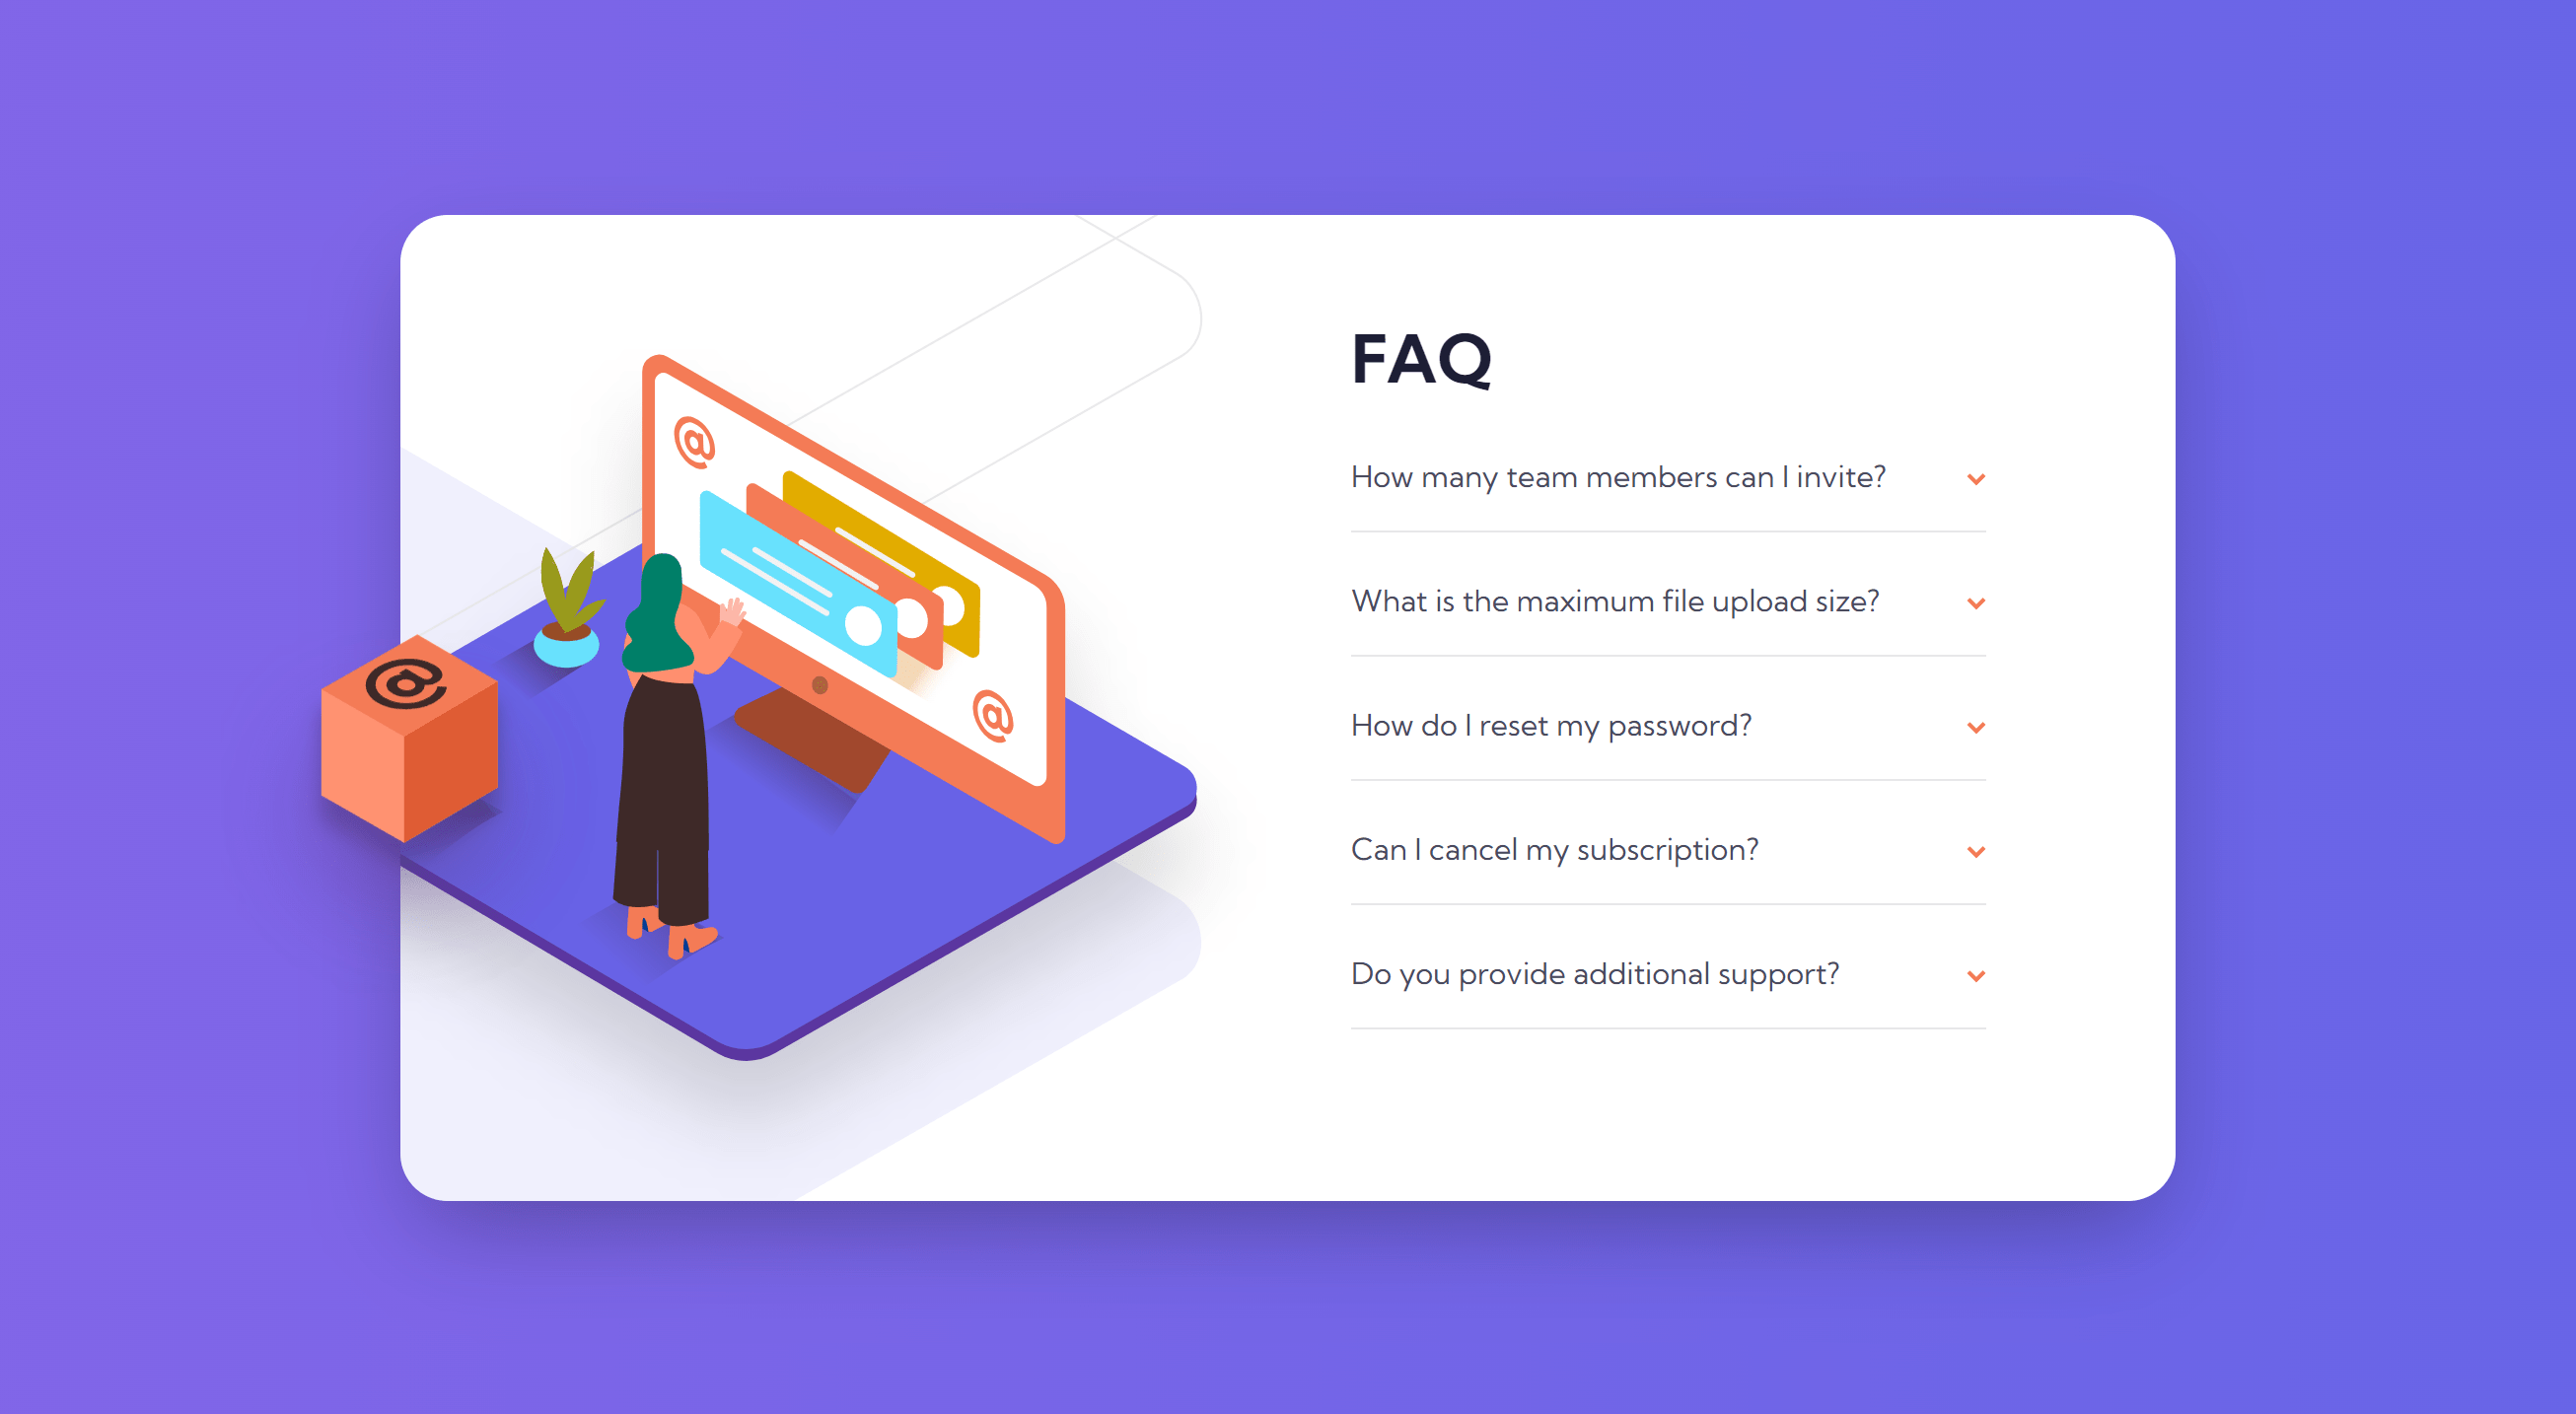 @
@
@
FAQ
How many team members can I invite?
What is the maximum file upload size?
How do I reset my password?
Can I cancel my subscription?
Do you provide additional support?